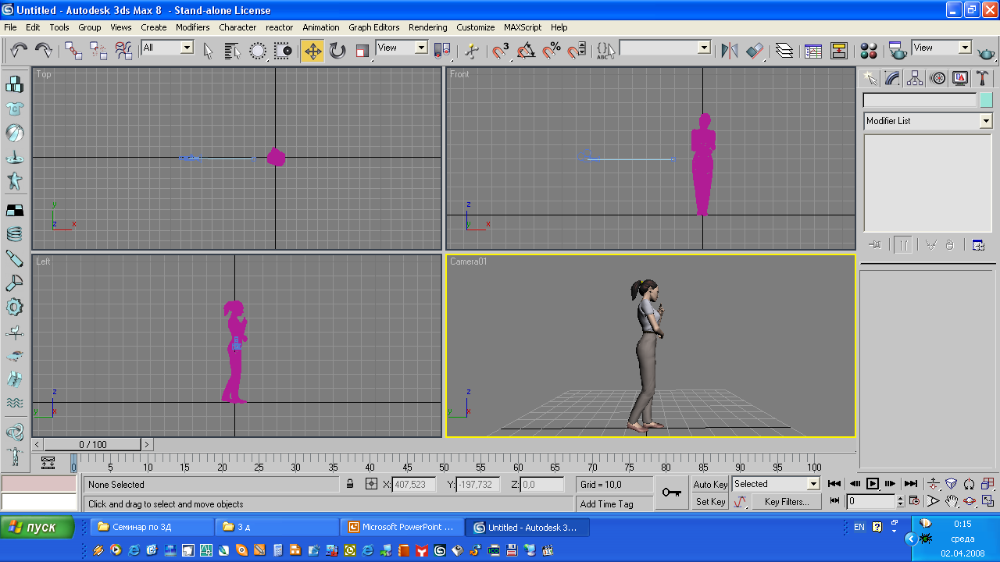 Untitled - Autodesk 3ds Max 8 - Stand-alone License
File Edit Tools Group Views Create Modifiers Character reactor Animation Graph Editors Rendering Customize MAXScript Help
All View 3 % ABC View
Top
Front
Modifier List
y
z x
z
y x
Left
Camera01
z
y x
z
y x
0 / 100
0 5 10 15 20 25 30 35 40 45 50 55 60 65 70 75 80 85 90 95 100
None Selected X: 407,523 Y: -197,732 Z: 0,0 Grid = 10,0 Auto Key Selected
Click and drag to select and move objects Add Time Tag Set Key Key Filters... 0
пуск Семинар по 3Д 3 д Microsoft PowerPoint ... Untitled - Autodesk 3... EN 0:15
среда
02.04.2008